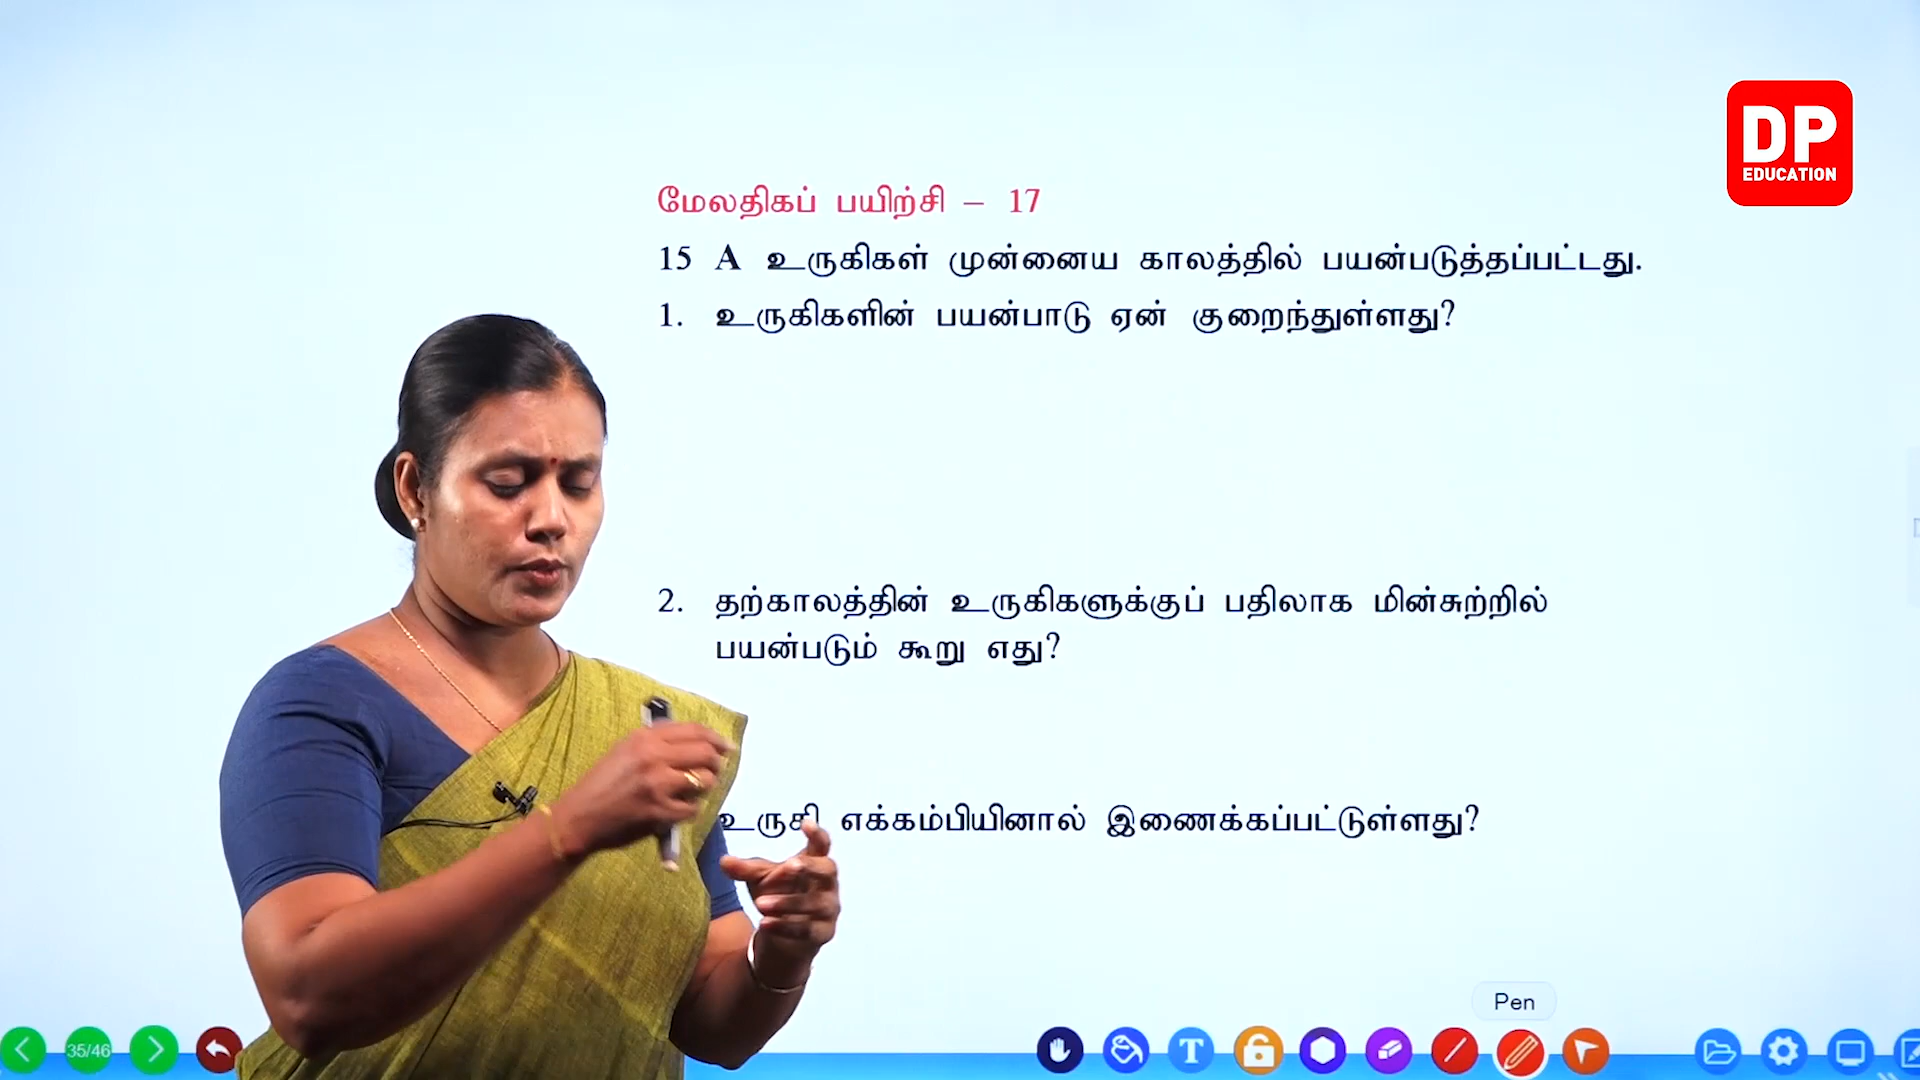 DP
EDUCATION
மேலதிகப் பயிற்சி – 17
15 A உருகிகள் முன்னைய காலத்தில் பயன்படுத்தப்பட்டது.
1. உருகிகளின் பயன்பாடு ஏன் குறைந்துள்ளது?
2. தற்காலத்தின் உருகிகளுக்குப் பதிலாக மின்சுற்றில்
பயன்படும் கூறு எது?
உருகி எக்கம்பியினால் இணைக்கப்பட்டுள்ளது?
Pen
35/46
T